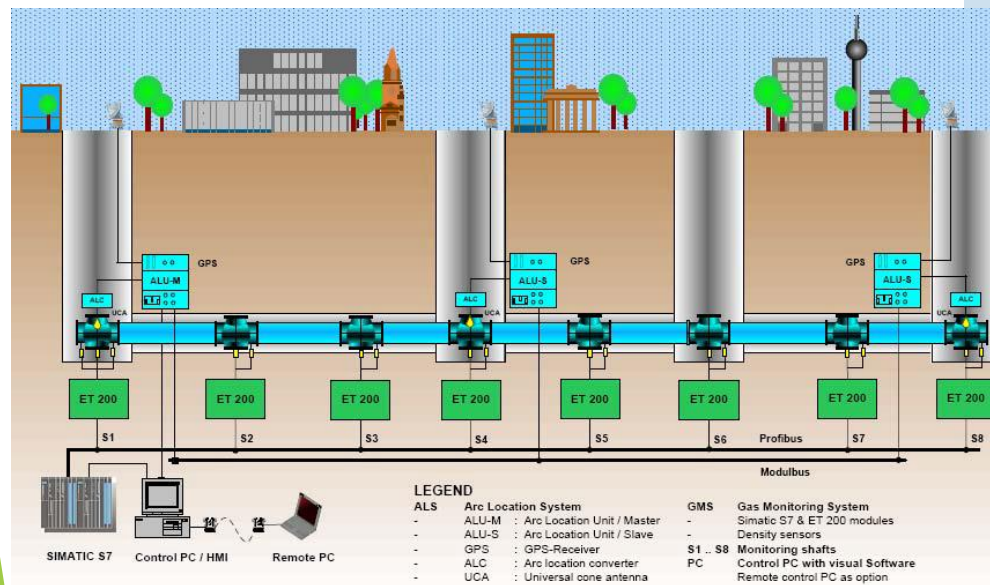 GPS
GPS
GPS
ALU-M
ALU-S
ALU-S
ALC
ALC
ALC
UCA
UCA
UCA
ET 200
ET 200
ET 200
ET 200
ET 200
ET 200
ET 200
ET 200
S1
S2
S3
S4
S5
S6
Profibus
S7
S8
Modulbus
SIMATIC S7
Control PC / HMI
Remote PC
LEGEND
ALS Arc Location System
- ALU-M : Arc Location Unit / Master
- ALU-S : Arc Location Unit / Slave
- GPS : GPS-Receiver
- ALC : Arc location converter
- UCA : Universal cone antenna
GMS Gas Monitoring System
- Simatic S7 & ET 200 modules
- Density sensors
S1 .. S8 Monitoring shafts
PC Control PC with visual Software
Remote control PC as option